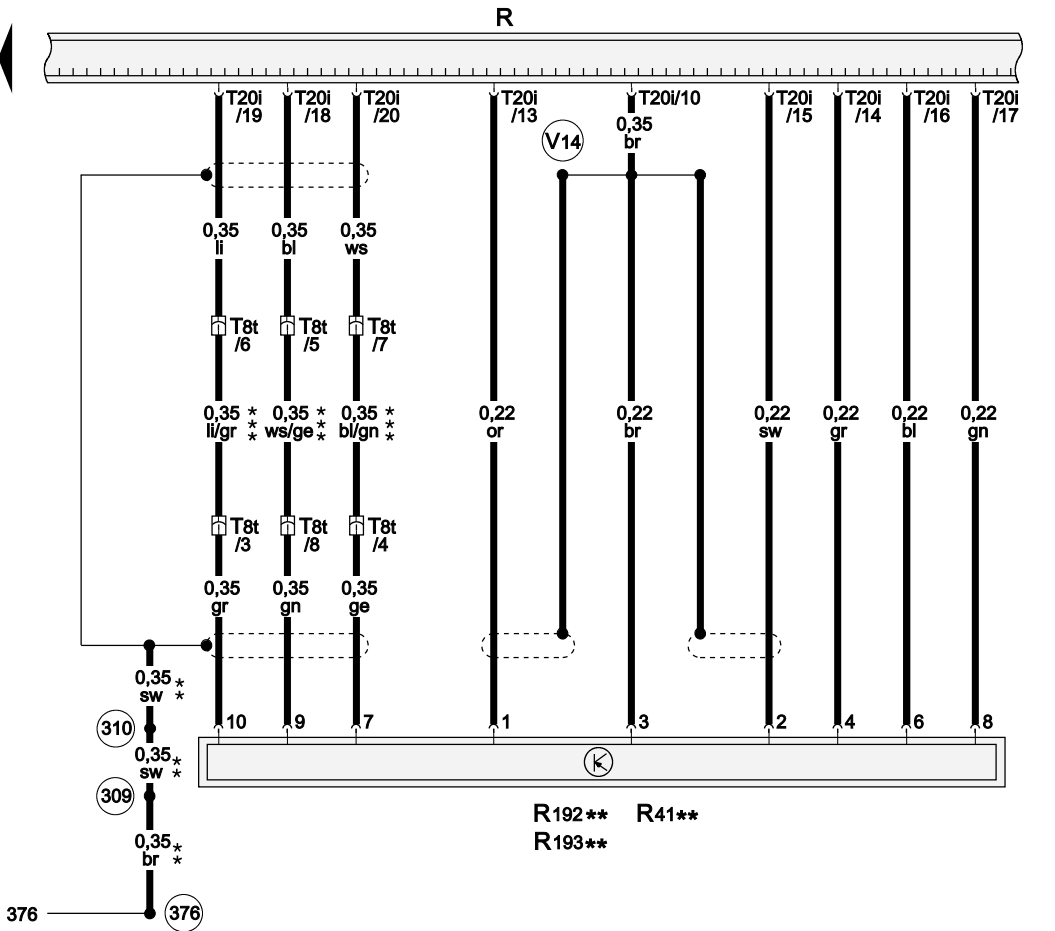 R
T20i T20i T20i T20i T20i/10 T20i T20i T20i T20i
/19 /18 /20 /13 /15 /14 /16 /17
0,35
br
V14
0,35 0,35 0,35
li bl ws
T8t T8t T8t
/6 /5 /7
0,35 * 0,35 * 0,35 * 0,22 0,22 0,22 0,22 0,22 0,22
li/gr * ws/ge * bl/gn * or br sw gr bl gn
* * *
T8t T8t T8t
/3 /8 /4
0,35 0,35 0,35
gr gn ge
0,35 *
sw *
310
10 9 7 1 3 2 4 6 8
0,35 *
sw *
309
R192** R41**
R193**
0,35 *
br *
376 376